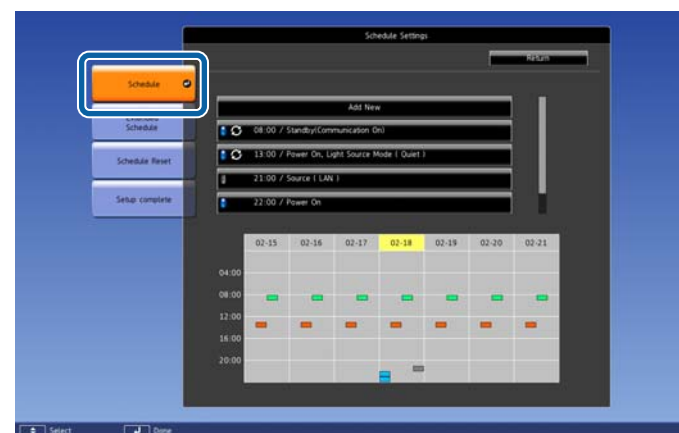 Schedule Settings
Return
Schedule
Extended
Schedule
Schedule Reset
Setup complete
Add New
08:00 / Standby(Communication On)
13:00 / Power On, Light Source Mode ( Quiet )
21:00 / Source ( LAN )
22:00 / Power On
02-15 02-16 02-17 02-18 02-19 02-20 02-21
04:00
08:00
12:00
16:00
20:00
Select Done